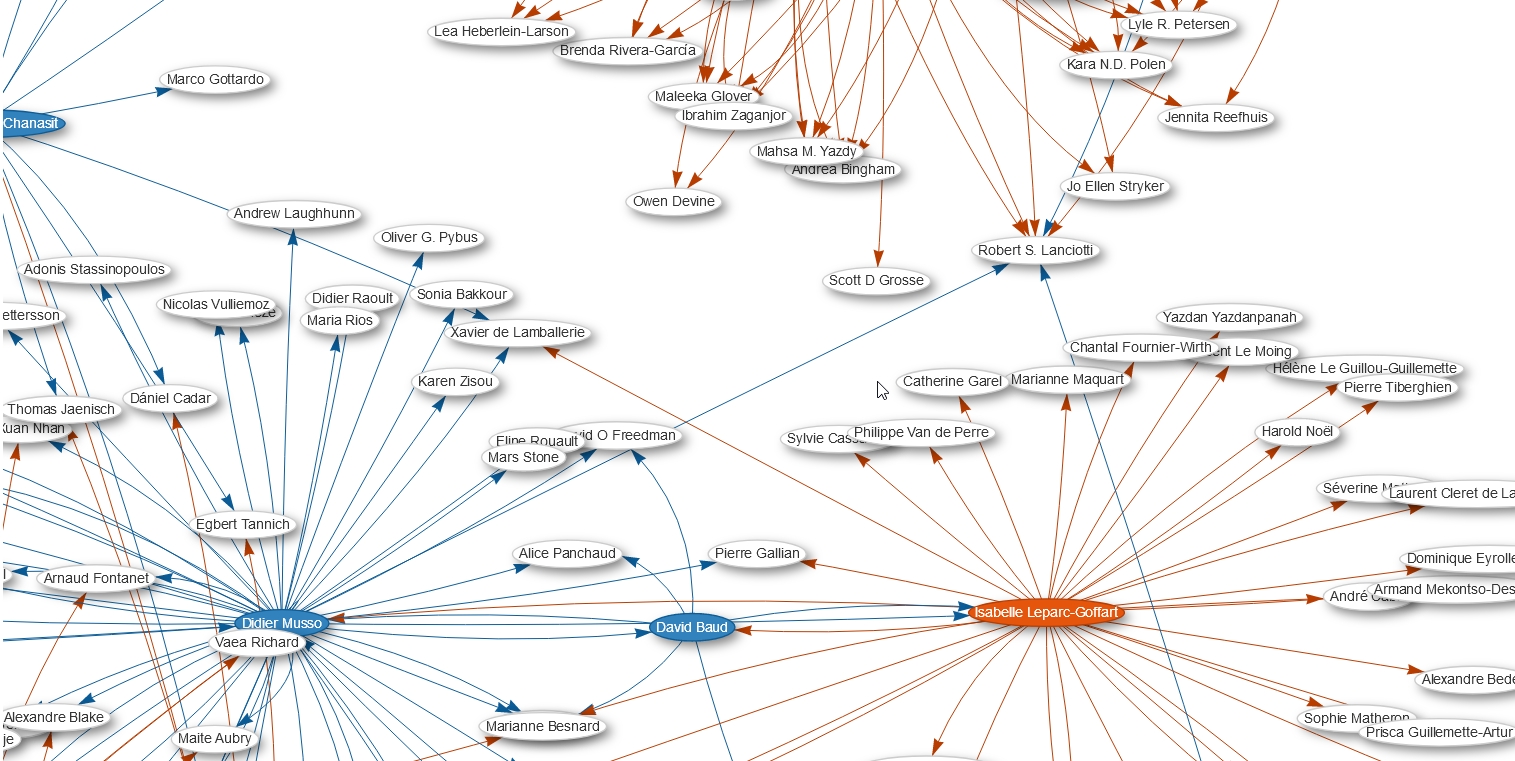 Lyle R. Petersen
Lea Heberlein-Larson
Brenda Rivera-García
Kara N.D. Polen
Marco Gottardo
Maleeka Glover
Ibrahim Zaganjor
Jennita Reefhuis
Chanasit
Mahsa M. Yazdy
Andrea Bingham
Jo Ellen Stryker
Owen Devine
Andrew Laughhunn
Oliver G. Pybus
Robert S. Lanciotti
Adonis Stassinopoulos
Scott D Grosse
Nicolas Vulliemoz
Didier Raoult
Sonia Bakkour
ettersson
Maria Rios
Xavier de Lamballerie
Yazdan Yazdanpanah
Chantal Fournier-Wirth
ent Le Moing
Hélène Le Guillou-Guillemette
Karen Zisou
Catherine Garel
Marianne Maquart
Pierre Tiberghien
Dániel Cadar
Thomas Jaenisch
Xuan Nhan
Eline Rouault
vid O Freedman
Sylvie Cass
Philippe Van de Perre
Harold Noël
Mars Stone
Séverine M
Laurent Cleret de La
Egbert Tannich
Alice Panchaud
Pierre Gallian
Dominique Eyrolle
Arnaud Fontanet
André
Armand Mekontso-Des
Didier Musso
David Baud
Isabelle Leparc-Goffart
Vaea Richard
Alexandre Bede
Alexandre Blake
Marianne Besnard
Sophie Matheron
Prisca Guillemette-Artur
je
Maite Aubry